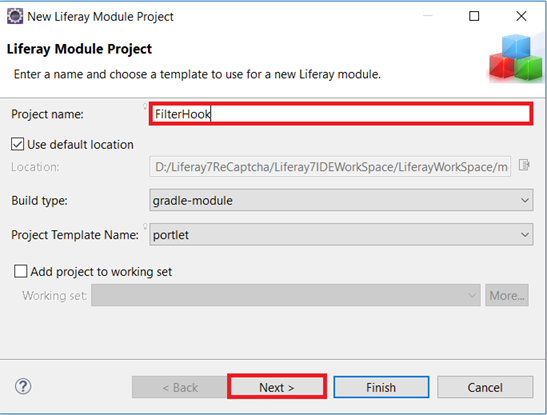 New Liferay Module Project
Liferay Module Project
Enter a name and choose a template to use for a new Liferay module.
Project name: FilterHook
Use default location
Location: D:/Liferay7ReCaptcha/Liferay7IDEWorkSpace/LiferayWorkSpace/m
Build type: gradle-module
Project Template Name: portlet
Add project to working set
Working set: More...
? < Back Next > Finish Cancel